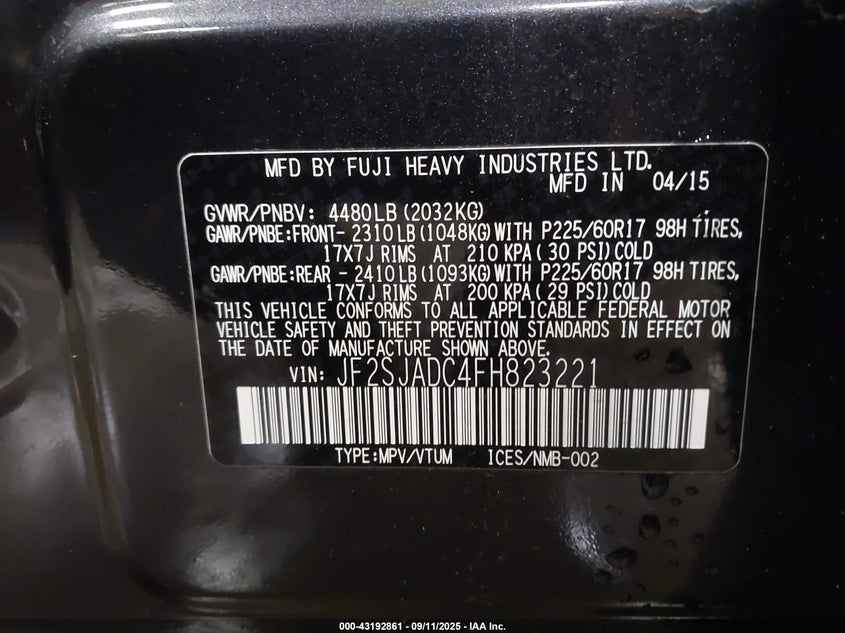 MFD BY FUJI HEAVY INDUSTRIES LTD.
MFD IN 04/15
GVWR/PNBV: 4480LB (2032KG)
GAWR/PNBE:FRONT- 2310LB (1048KG) WITH P225/60R17 98H TIRES,
17X7J RIMS AT 210 KPA ( 30 PSI) COLD
GAWR/PNBE:REAR - 2410LB (1093KG) WITH P225/60R17 98H TIRES,
17X7J RIMS AT 200 KPA ( 29 PSI) COLD
THIS VEHICLE CONFORMS TO ALL APPLICABLE FEDERAL MOTOR
VEHICLE SAFETY AND THEFT PREVENTION STANDARDS IN EFFECT ON
THE DATE OF MANUFACTURE SHOWN ABOVE.
VIN: JF2SJADC4FH823221
TYPE:MPV/VTUM ICES/NMB-002
000-43192861 - 09/11/2025 - IAA Inc.